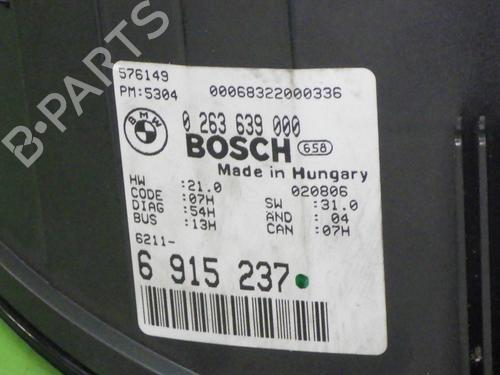 576149
PM:5304 00068322000336
BMW
0 263 639 000
BOSCH 658
Made in Hungary
HW :21.0 020806
CODE :07H SW :31.0
DIAG :54H ÄND : 04
BUS :13H CAN :07H
6211-
6 915 237
B-PARTS